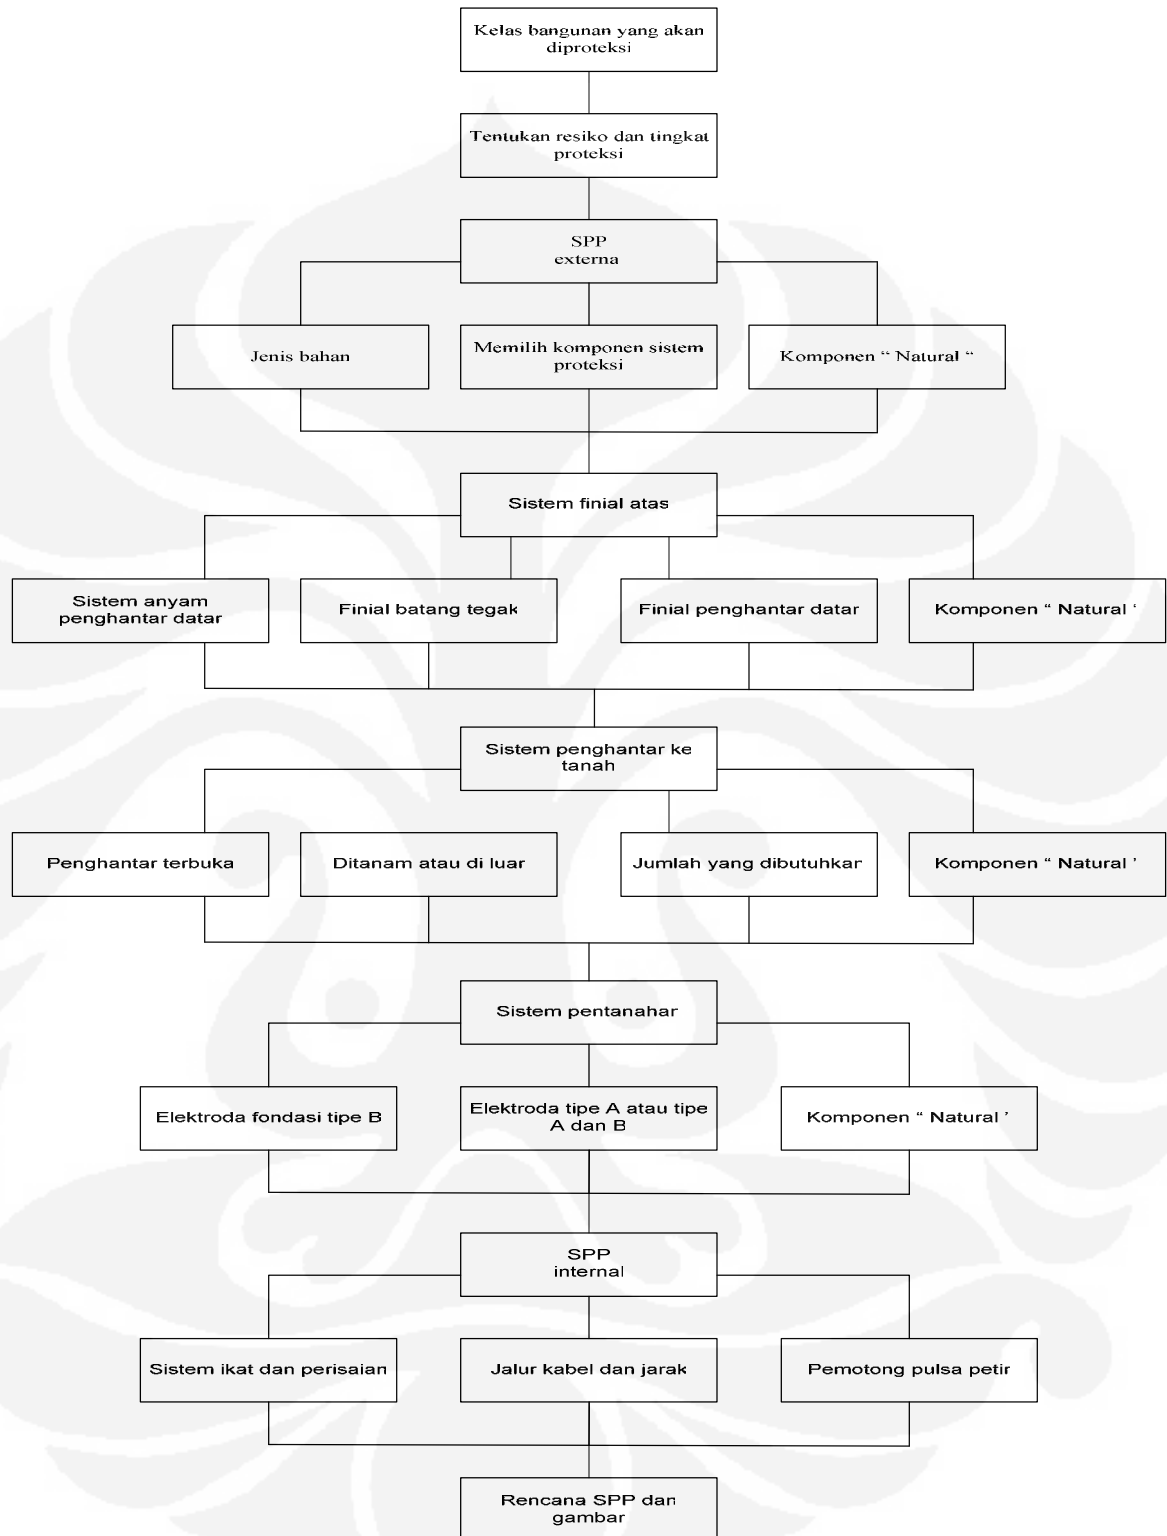 Kelas bangunan yang akan
diproteksi
Tentukan resiko dan tingkat
proteksi
SPP
externa
Jenis bahan
Memilih komponen sistem
proteksi
Komponen “ Natural “
Sistem finial atas
Sistem anyam
penghantar datar
Finial batang tegak
Finial penghantar datar
Komponen “ Natural ‘
Sistem penghantar ke
tanah
Penghantar terbuka
Ditanam atau di luar
Jumlah yang dibutuhkan
Komponen “ Natural ’
Sistem pentanahar
Elektroda fondasi tipe B
Elektroda tipe A atau tipe
A dan B
Komponen “ Natural ’
SPP
internal
Sistem ikat dan perisaian
Jalur kabel dan jarak
Pemotong pulsa petir
Rencana SPP dan
gambar